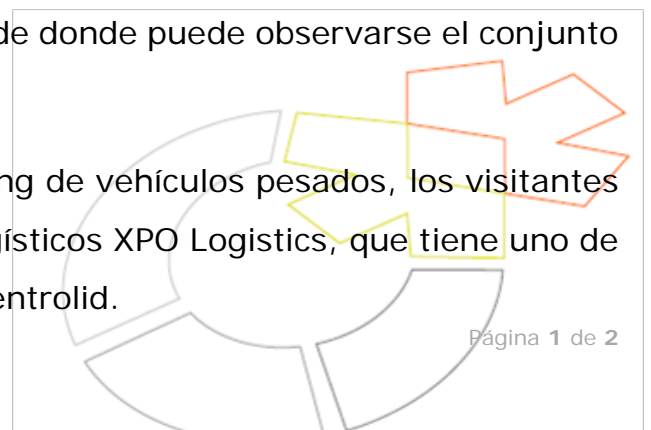 de donde puede observarse el conjunto
ng de vehículos pesados, los visitantes
gísticos XPO Logistics, que tiene uno de
entrolid.
Página 1 de 2